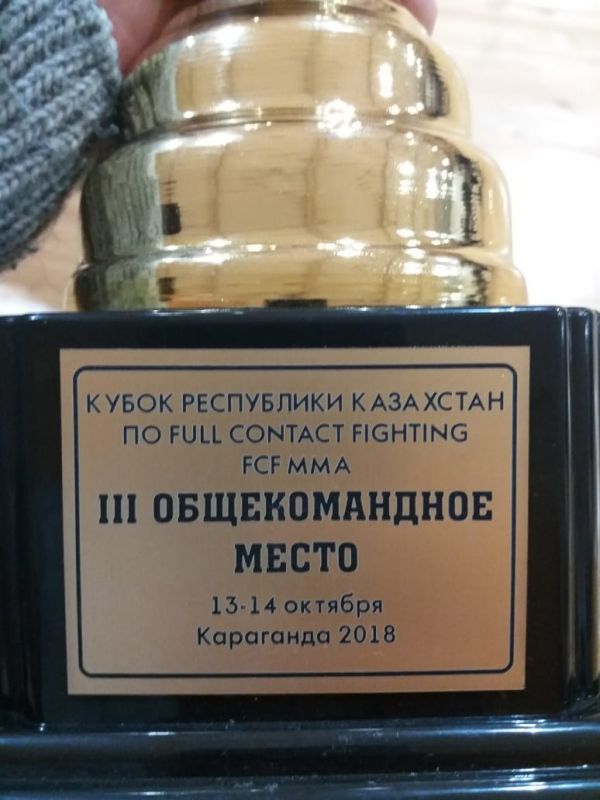 КУБОК РЕСПУБЛИКИ КАЗАХСТАН
ПО FULL CONTACT FIGHTING
FCF MMA
III ОБЩЕКОМАНДНОЕ
МЕСТО
13-14 октября
Караганда 2018